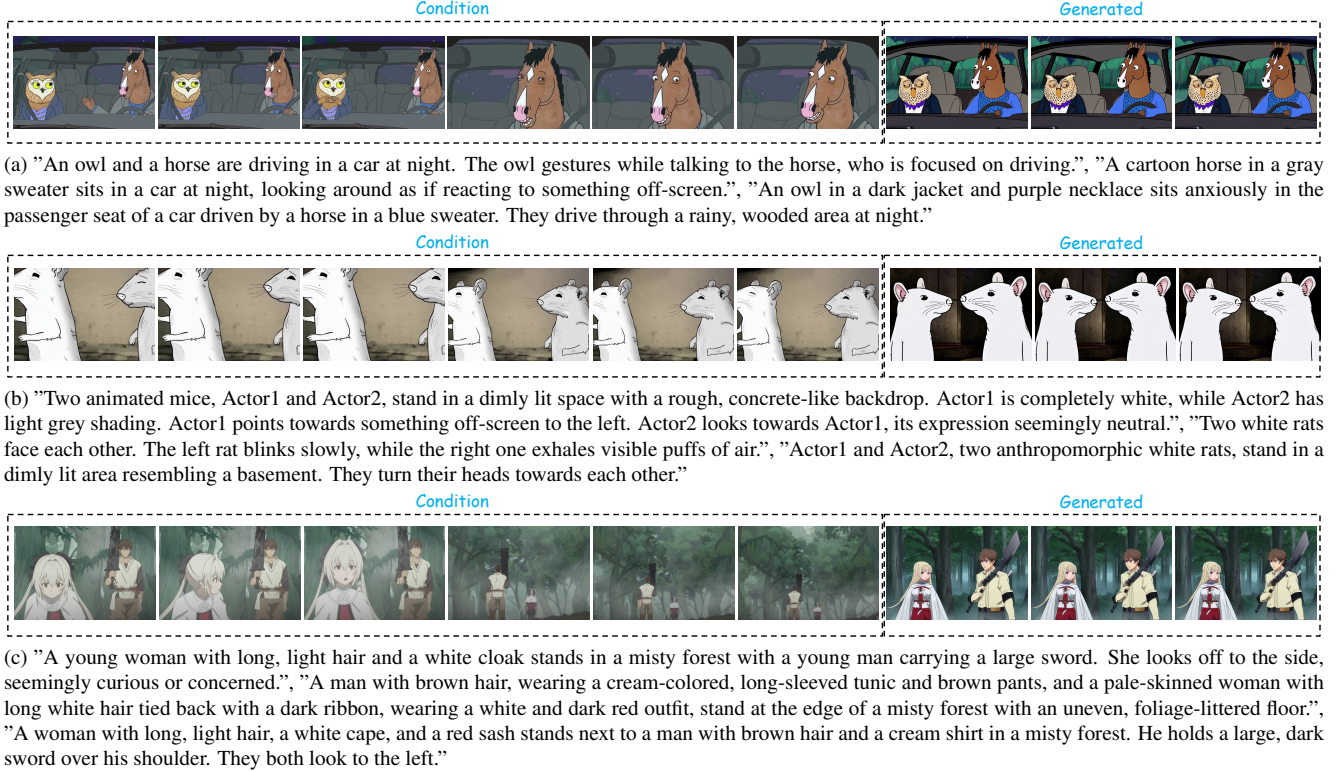 Condition Generated
(a) ”An owl and a horse are driving in a car at night. The owl gestures while talking to the horse, who is focused on driving.”, ”A cartoon horse in a gray
sweater sits in a car at night, looking around as if reacting to something off-screen.”, ”An owl in a dark jacket and purple necklace sits anxiously in the
passenger seat of a car driven by a horse in a blue sweater. They drive through a rainy, wooded area at night.”
Condition Generated
(b) ”Two animated mice, Actor1 and Actor2, stand in a dimly lit space with a rough, concrete-like backdrop. Actor1 is completely white, while Actor2 has
light grey shading. Actor1 points towards something off-screen to the left. Actor2 looks towards Actor1, its expression seemingly neutral.”, ”Two white rats
face each other. The left rat blinks slowly, while the right one exhales visible puffs of air.”, ”Actor1 and Actor2, two anthropomorphic white rats, stand in a
dimly lit area resembling a basement. They turn their heads towards each other.”
Condition Generated
(c) ”A young woman with long, light hair and a white cloak stands in a misty forest with a young man carrying a large sword. She looks off to the side,
seemingly curious or concerned.”, ”A man with brown hair, wearing a cream-colored, long-sleeved tunic and brown pants, and a pale-skinned woman with
long white hair tied back with a dark ribbon, wearing a white and dark red outfit, stand at the edge of a misty forest with an uneven, foliage-littered floor.”,
”A woman with long, light hair, a white cape, and a red sash stands next to a man with brown hair and a cream shirt in a misty forest. He holds a large, dark
sword over his shoulder. They both look to the left.”